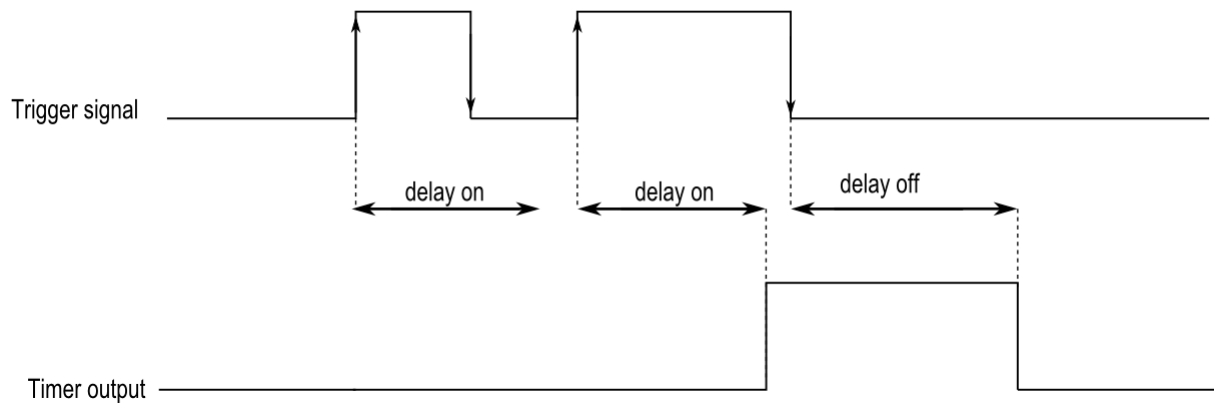 Trigger signal
delay on
delay on
delay off
Timer output